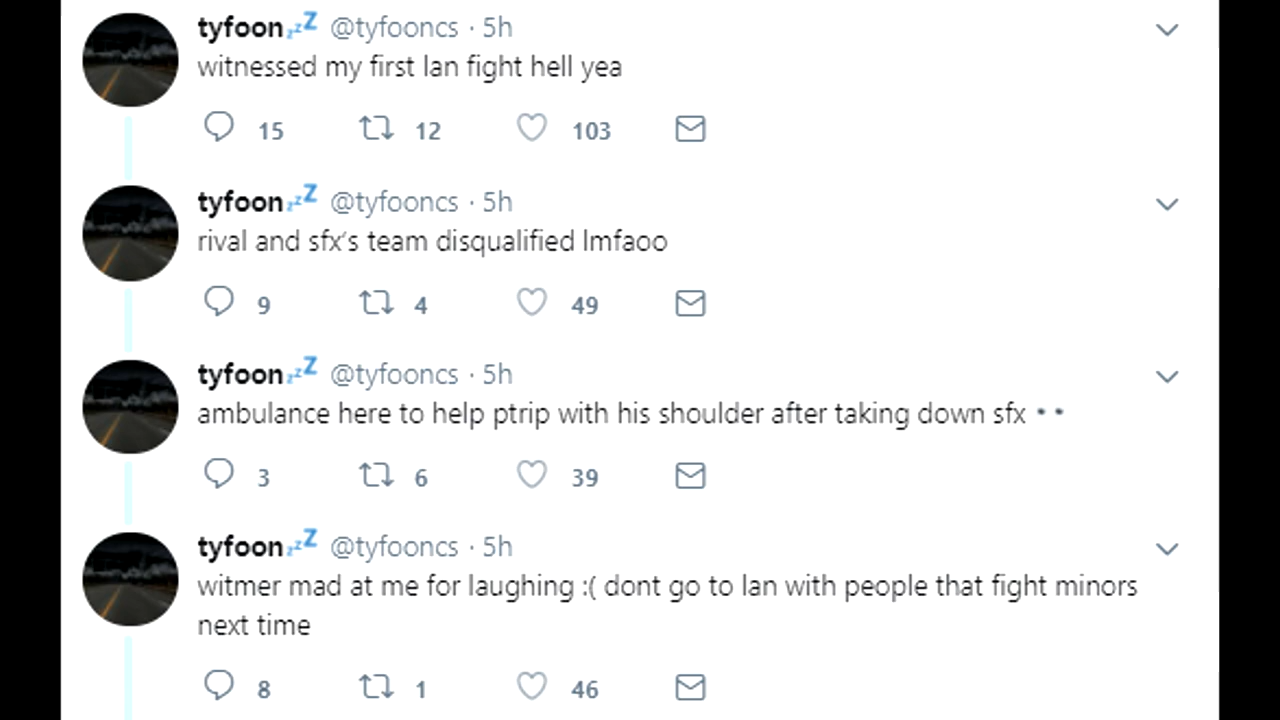 tyfoon💤 @tyfooncs · 5h
witnessed my first lan fight hell yea
15 12 103
tyfoon💤 @tyfooncs · 5h
rival and sfx's team disqualified lmfaoo
9 4 49
tyfoon💤 @tyfooncs · 5h
ambulance here to help ptrip with his shoulder after taking down sfx 👀
3 6 39
tyfoon💤 @tyfooncs · 5h
witmer mad at me for laughing :( dont go to lan with people that fight minors
next time
8 1 46